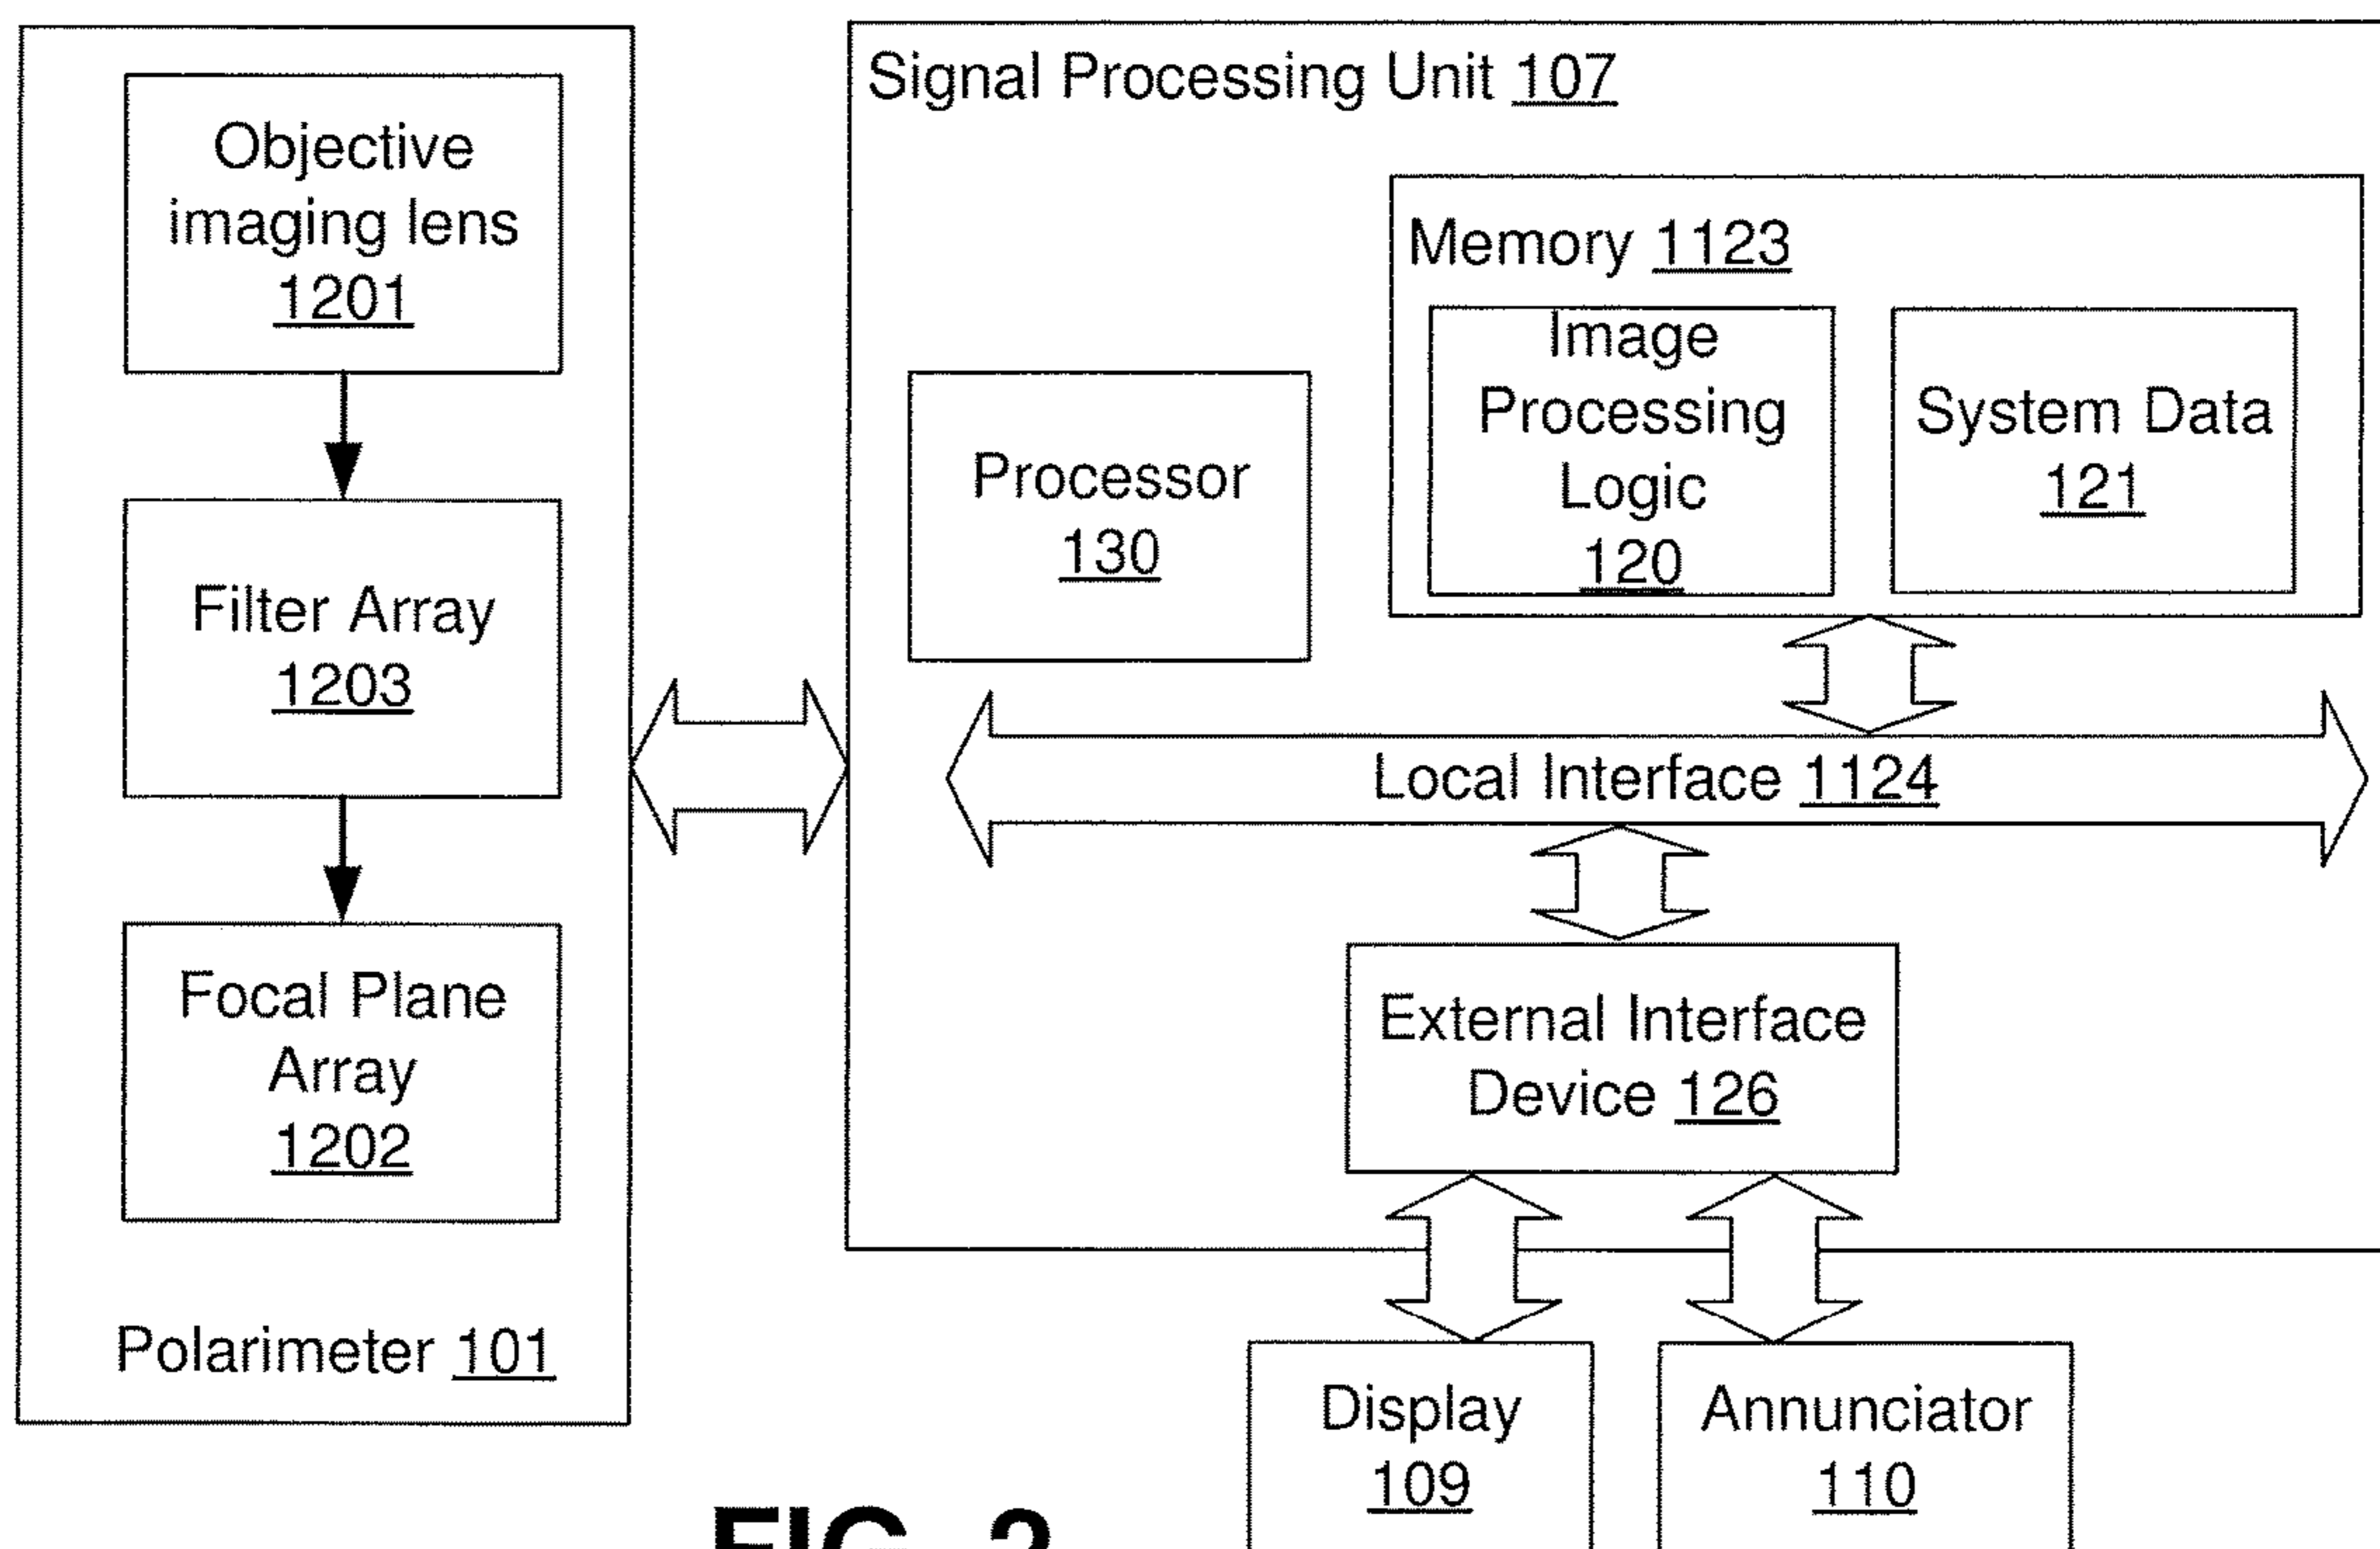 Objective
imaging lens
1201
Filter Array
1203
Focal Plane
Array
1202
Polarimeter 101
Signal Processing Unit 107
Memory 1123
Image
Processing
Logic
120
System Data
121
Processor
130
Local Interface 1124
External Interface
Device 126
Display
109
Annunciator
110
FIG. 2